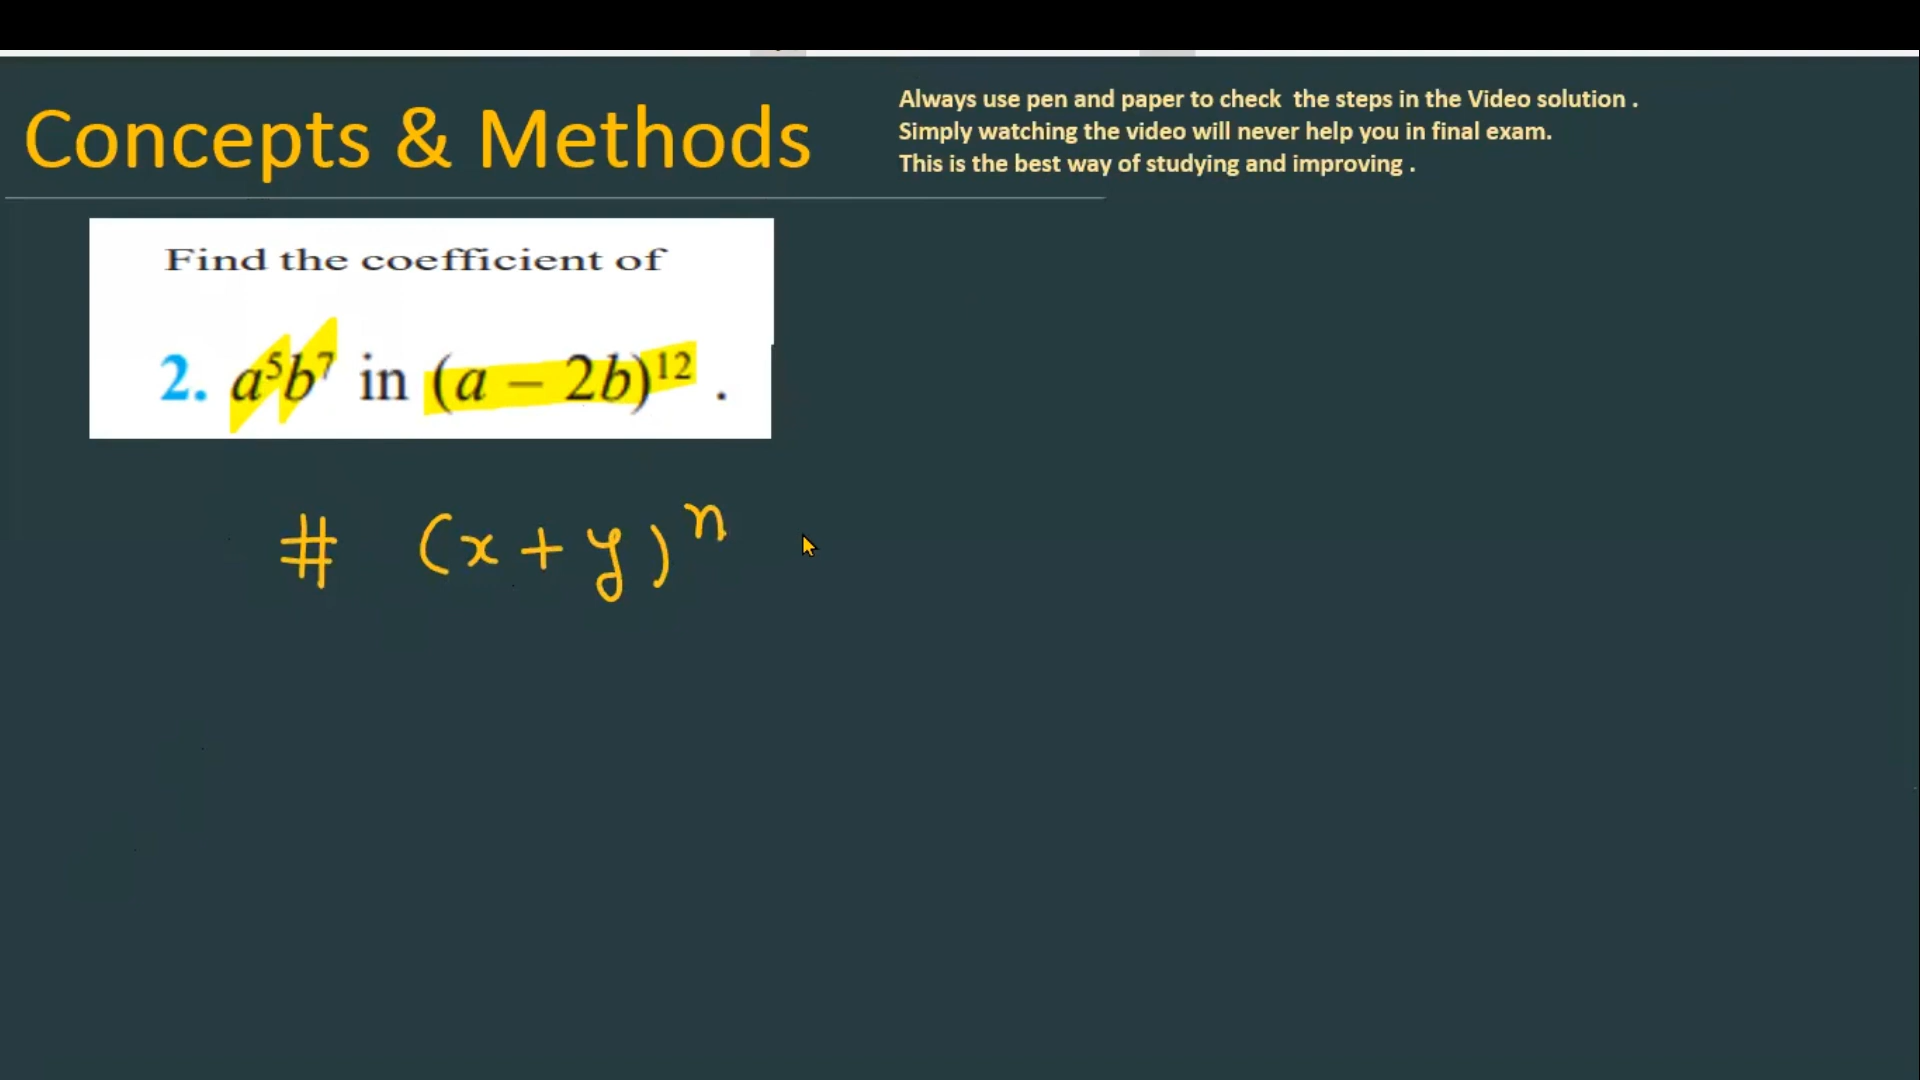 Concepts & Methods
Always use pen and paper to check the steps in the Video solution .
Simply watching the video will never help you in final exam.
This is the best way of studying and improving .
Find the coefficient of
2. a⁵b⁷ in (a – 2b)¹² .
# (x + y)ⁿ